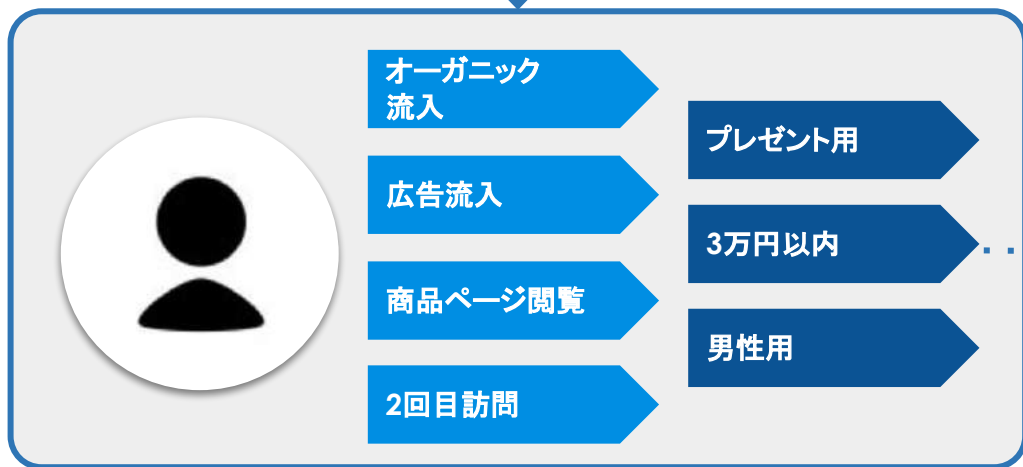 オーガニック
流入
広告流入
商品ページ閲覧
2回目訪問
プレゼント用
3万円以内
男性用